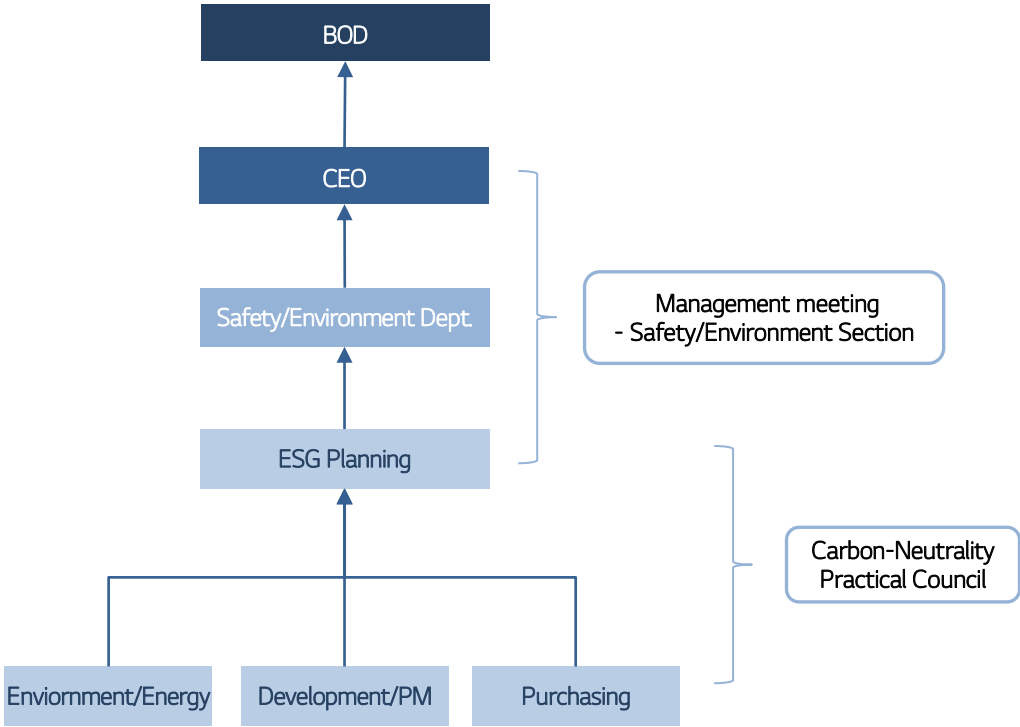 BOD
CEO
Safety/Environment Dept.
Management meeting
- Safety/Environment Section
ESG Planning
Carbon-Neutrality
Practical Council
Enviornment/Energy
Development/PM
Purchasing